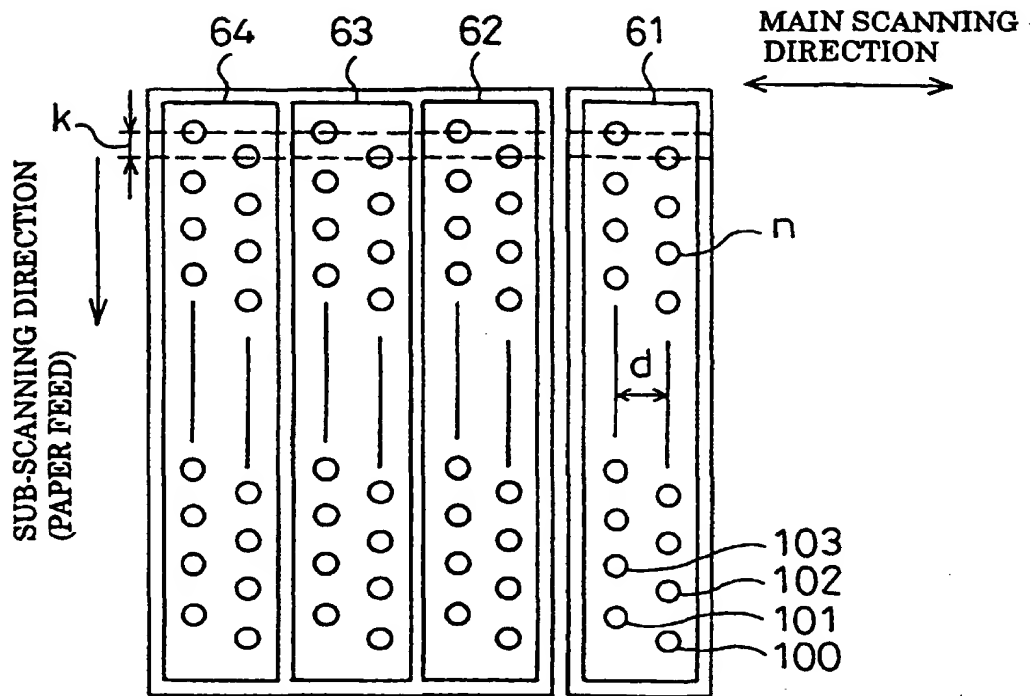 64
63
62
61
MAIN SCANNING
DIRECTION
k
SUB-SCANNING DIRECTION
(PAPER FEED)
n
d
103
102
101
100